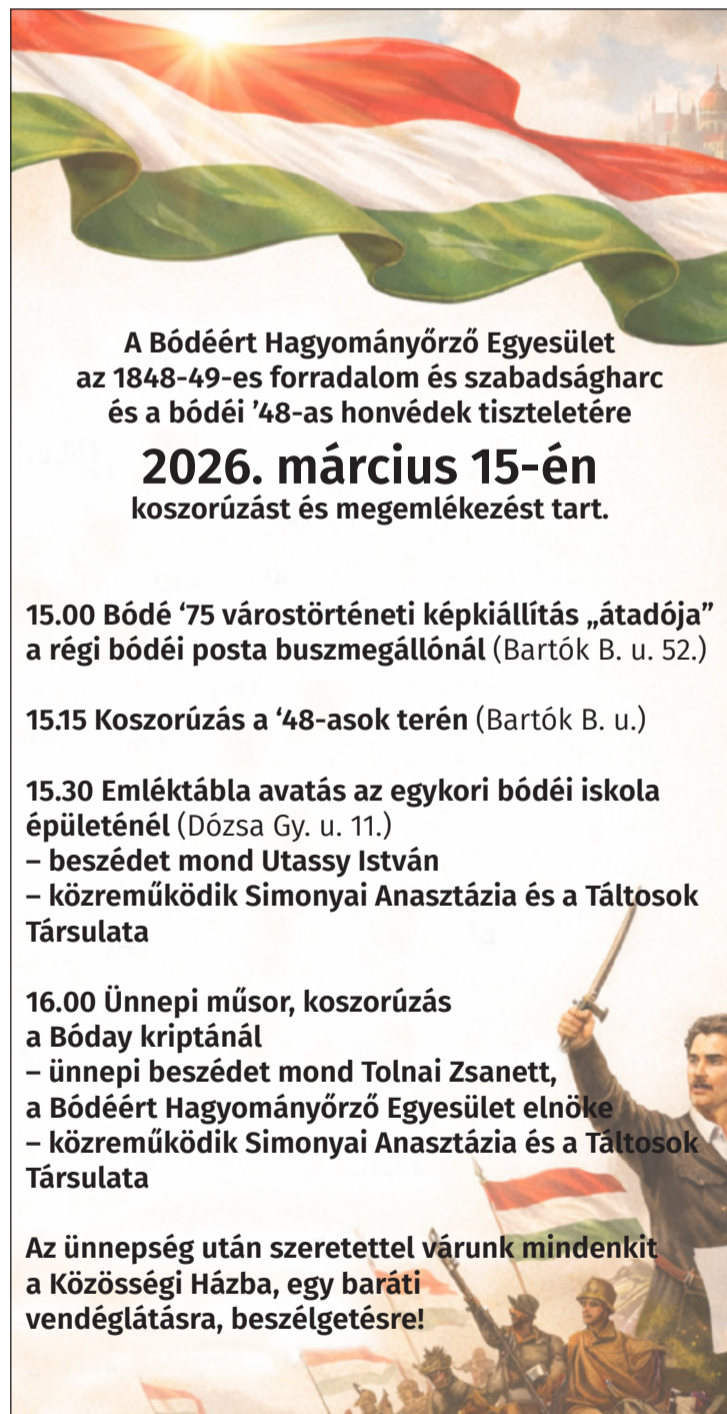 A Bódéért Hagyományőrző Egyesület
az 1848-49-es forradalom és szabadságharc
és a bódéi ’48-as honvédek tiszteletére
2026. március 15-én
koszorúzást és megemlékezést tart.
15.00 Bódé ‘75 várostörténeti képkiállítás „átadója”
a régi bódéi posta buszmegállónál (Bartók B. u. 52.)
15.15 Koszorúzás a ‘48-asok terén (Bartók B. u.)
15.30 Emléktábla avatás az egykori bódéi iskola
épületénél (Dózsa Gy. u. 11.)
– beszédet mond Utassy István
– közreműködik Simonyai Anasztázia és a Táltosok
Társulata
16.00 Ünnepi műsor, koszorúzás
a Bóday kriptánál
– ünnepi beszédet mond Tolnai Zsanett,
a Bódéért Hagyományőrző Egyesület elnöke
– közreműködik Simonyai Anasztázia és a Táltosok
Társulata
Az ünnepség után szeretettel várunk mindenkit
a Közösségi Házba, egy baráti
vendéglátásra, beszélgetésre!